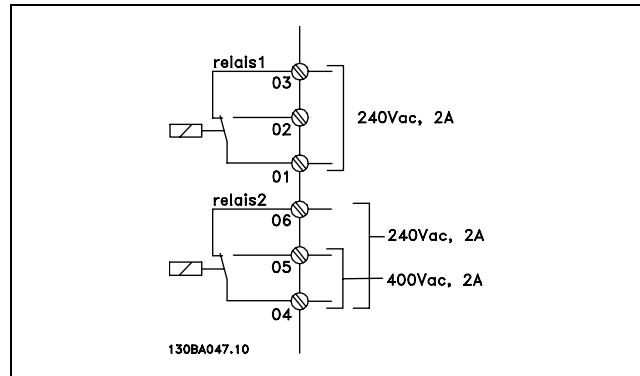 relais1
03
02
240Vac, 2A
01
relais2
06
240Vac, 2A
05
400Vac, 2A
04
130BA047.10